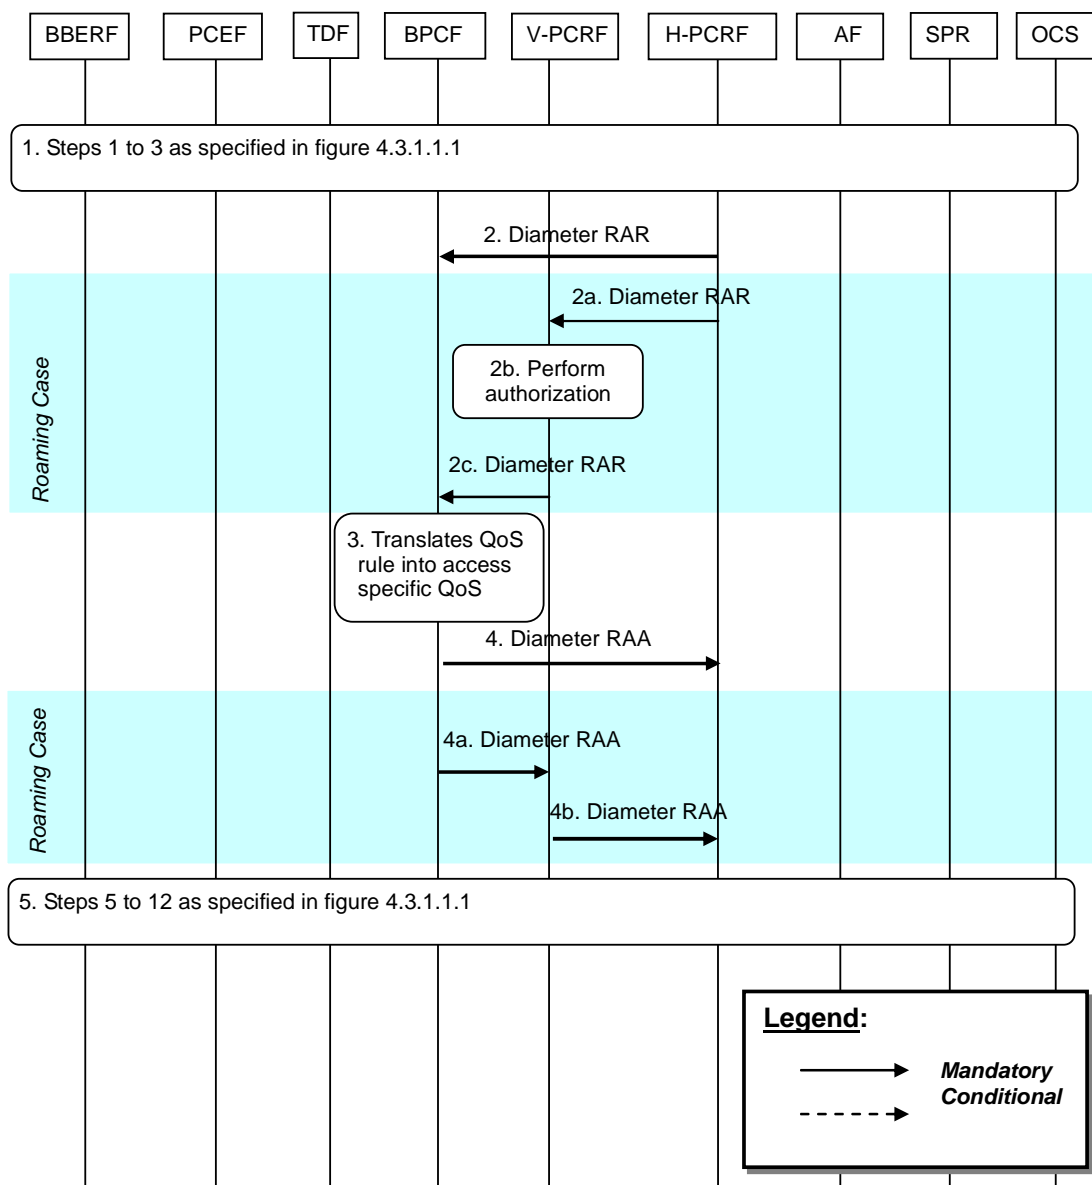 BBERF PCEF TDF BPCF V-PCRF H-PCRF AF SPR OCS
1. Steps 1 to 3 as specified in figure 4.3.1.1.1
2. Diameter RAR
Roaming Case
2a. Diameter RAR
2b. Perform
authorization
2c. Diameter RAR
3. Translates QoS
rule into access
specific QoS
4. Diameter RAA
Roaming Case
4a. Diameter RAA
4b. Diameter RAA
5. Steps 5 to 12 as specified in figure 4.3.1.1.1
Legend:
Mandatory
Conditional